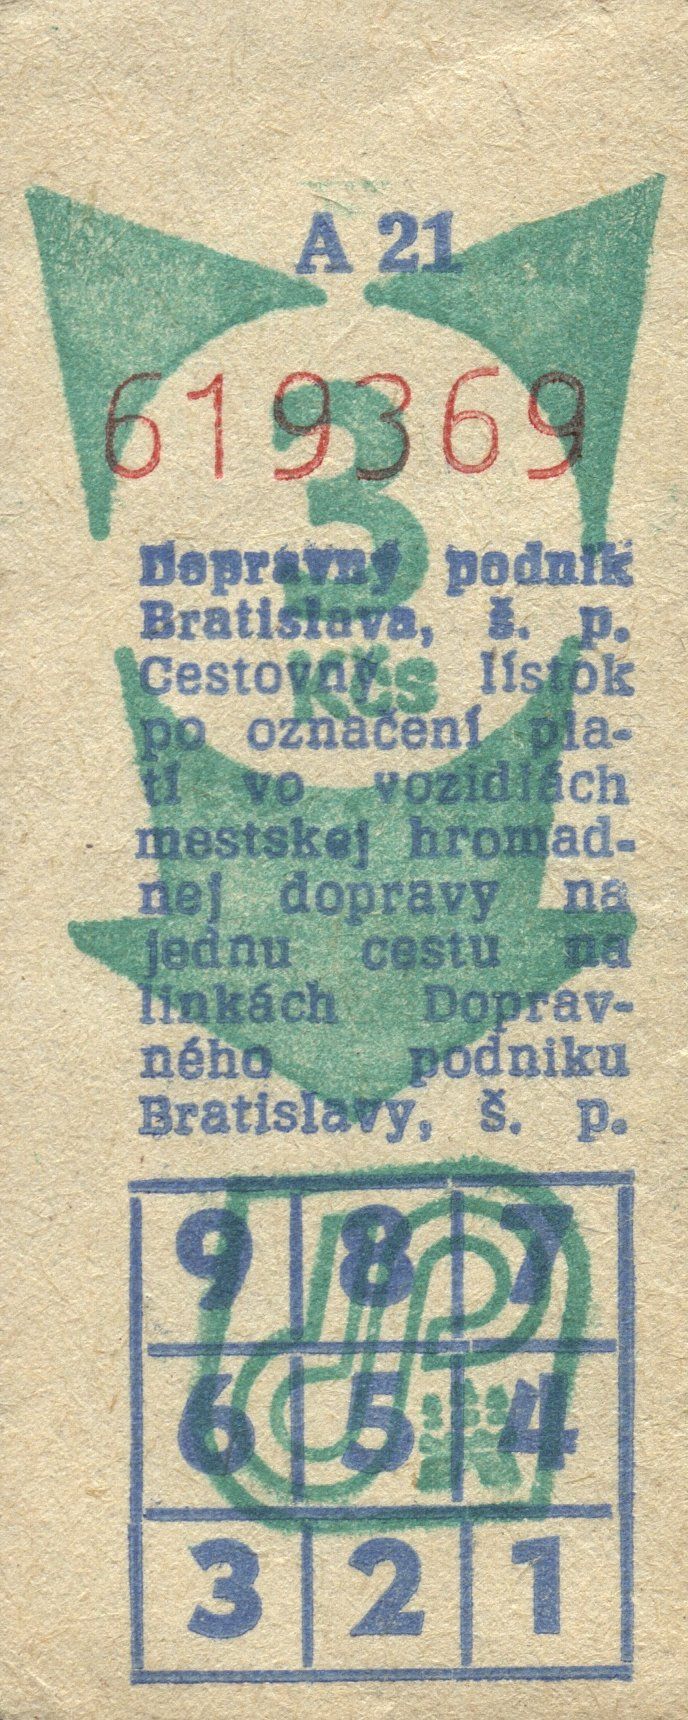 A 21
619369
3
Dopravný podnik
Bratislava, š. p.
Kčs
Cestovný lístok
po označení pla-
tí vo vozidlách
mestskej hromad-
nej dopravy na
jednu cestu na
linkách Doprav-
ného podniku
Bratislavy, š. p.
9 8 7
6 5 4
3 2 1